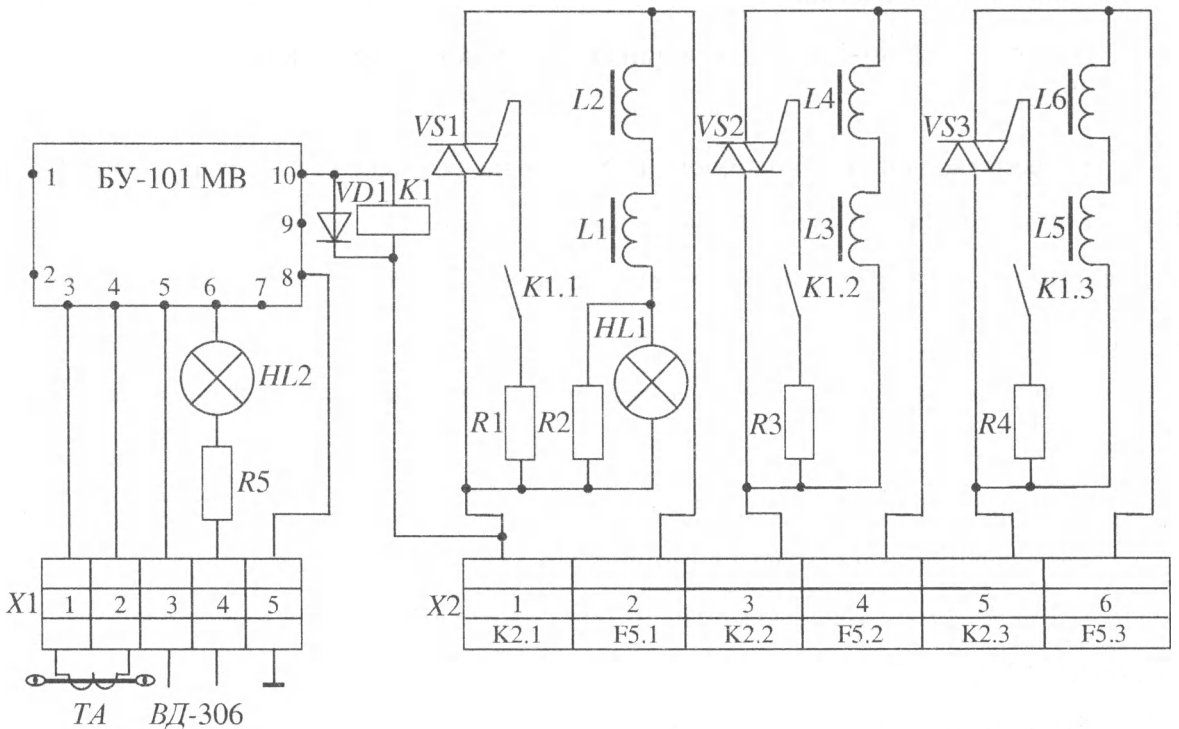 L2
L4
L6
VS1
VS2
VS3
1
БУ-101 МВ
10
VD1
K1
9
2
3
4
5
6
7
8
L1
L3
L5
K1.1
K1.2
K1.3
HL1
HL2
R1
R2
R3
R4
R5
X1
1
2
3
4
5
X2
1
2
3
4
5
6
K2.1
F5.1
K2.2
F5.2
K2.3
F5.3
ТА
ВД-306